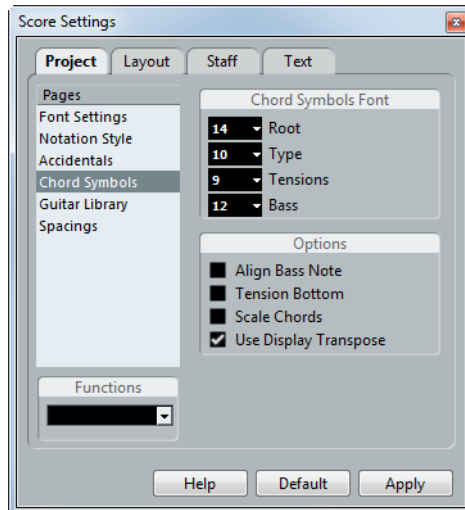 Score Settings
Project Layout Staff Text
Pages
Font Settings
Notation Style
Accidentals
Chord Symbols
Guitar Library
Spacings
Functions
Chord Symbols Font
14 Root
10 Type
9 Tensions
12 Bass
Options
Align Bass Note
Tension Bottom
Scale Chords
Use Display Transpose
Help Default Apply